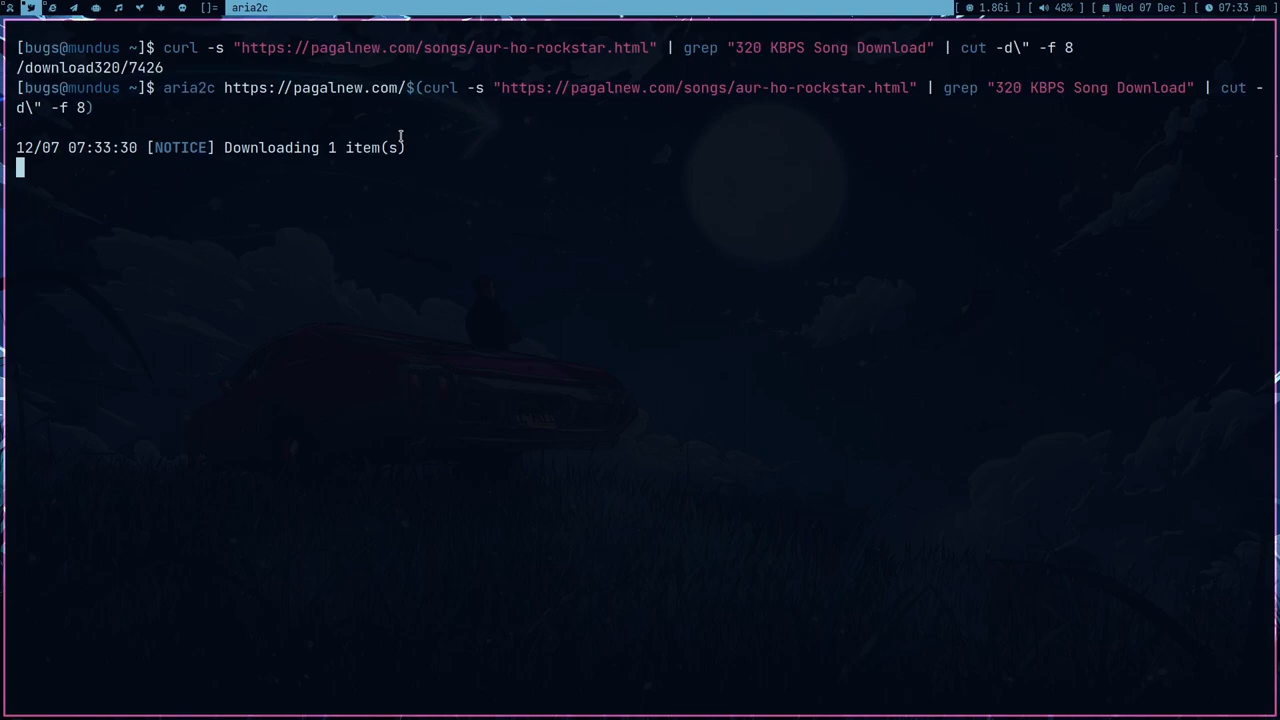 []= aria2c [ 1.8Gi ] [ 48% ] [ Wed 07 Dec ] [ 07:33 am ]
[bugs@mundus ~]$ curl -s "https://pagalnew.com/songs/aur-ho-rockstar.html" | grep "320 KBPS Song Download" | cut -d\" -f 8
/download320/7426
[bugs@mundus ~]$ aria2c https://pagalnew.com/$(curl -s "https://pagalnew.com/songs/aur-ho-rockstar.html" | grep "320 KBPS Song Download" | cut -
d\" -f 8)
12/07 07:33:30 [NOTICE] Downloading 1 item(s)